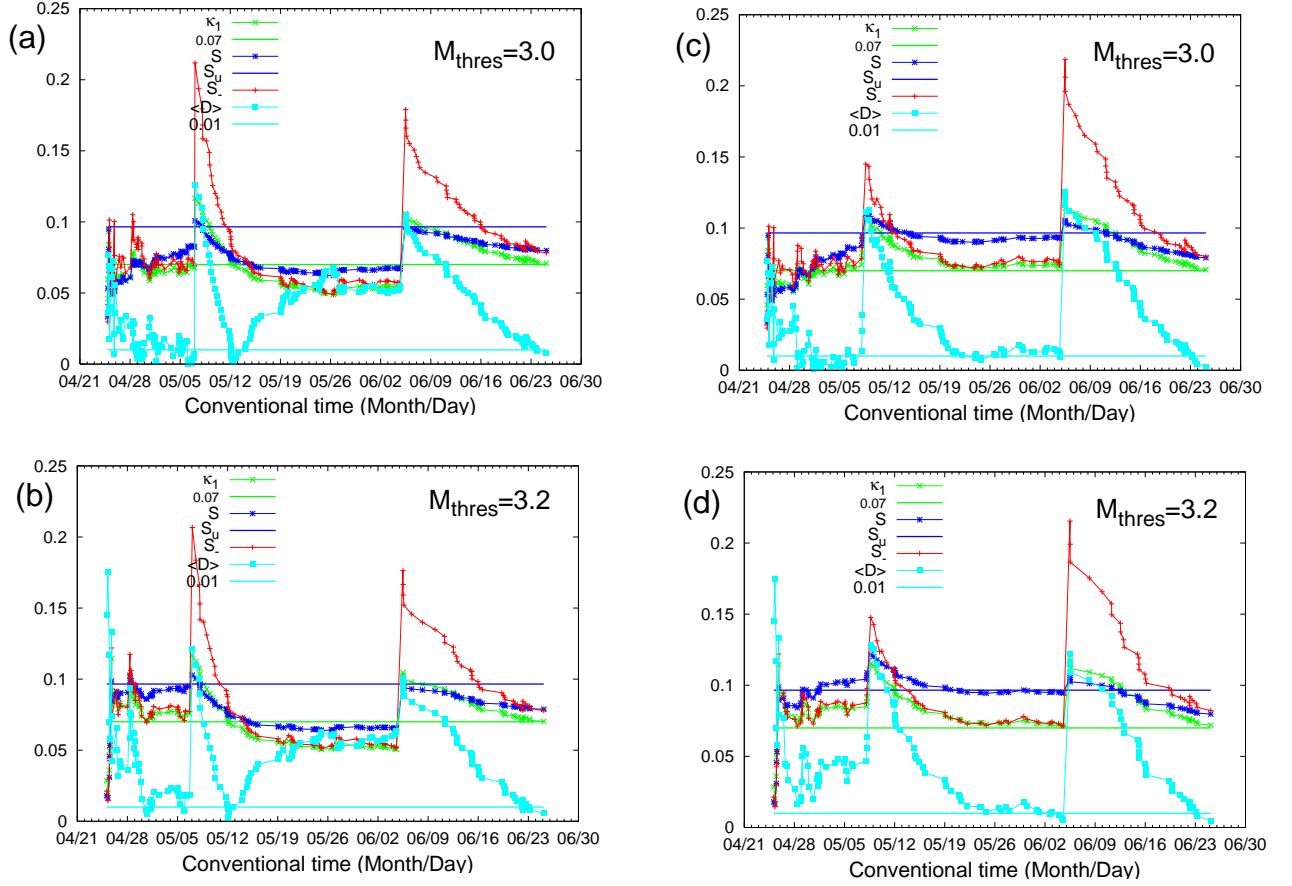 (a)
M_thres=3.0
κ1
0.07
S
Su
S-
<D>
0.01
0.25
0.2
0.15
0.1
0.05
0
04/21 04/28 05/05 05/12 05/19 05/26 06/02 06/09 06/16 06/23 06/30
Conventional time (Month/Day)
(c)
M_thres=3.0
κ1
0.07
S
Su
S-
<D>
0.01
0.25
0.2
0.15
0.1
0.05
0
04/21 04/28 05/05 05/12 05/19 05/26 06/02 06/09 06/16 06/23 06/30
Conventional time (Month/Day)
(b)
M_thres=3.2
κ1
0.07
S
Su
S-
<D>
0.01
0.25
0.2
0.15
0.1
0.05
0
04/21 04/28 05/05 05/12 05/19 05/26 06/02 06/09 06/16 06/23 06/30
Conventional time (Month/Day)
(d)
M_thres=3.2
κ1
0.07
S
Su
S-
<D>
0.01
0.25
0.2
0.15
0.1
0.05
0
04/21 04/28 05/05 05/12 05/19 05/26 06/02 06/09 06/16 06/23 06/30
Conventional time (Month/Day)